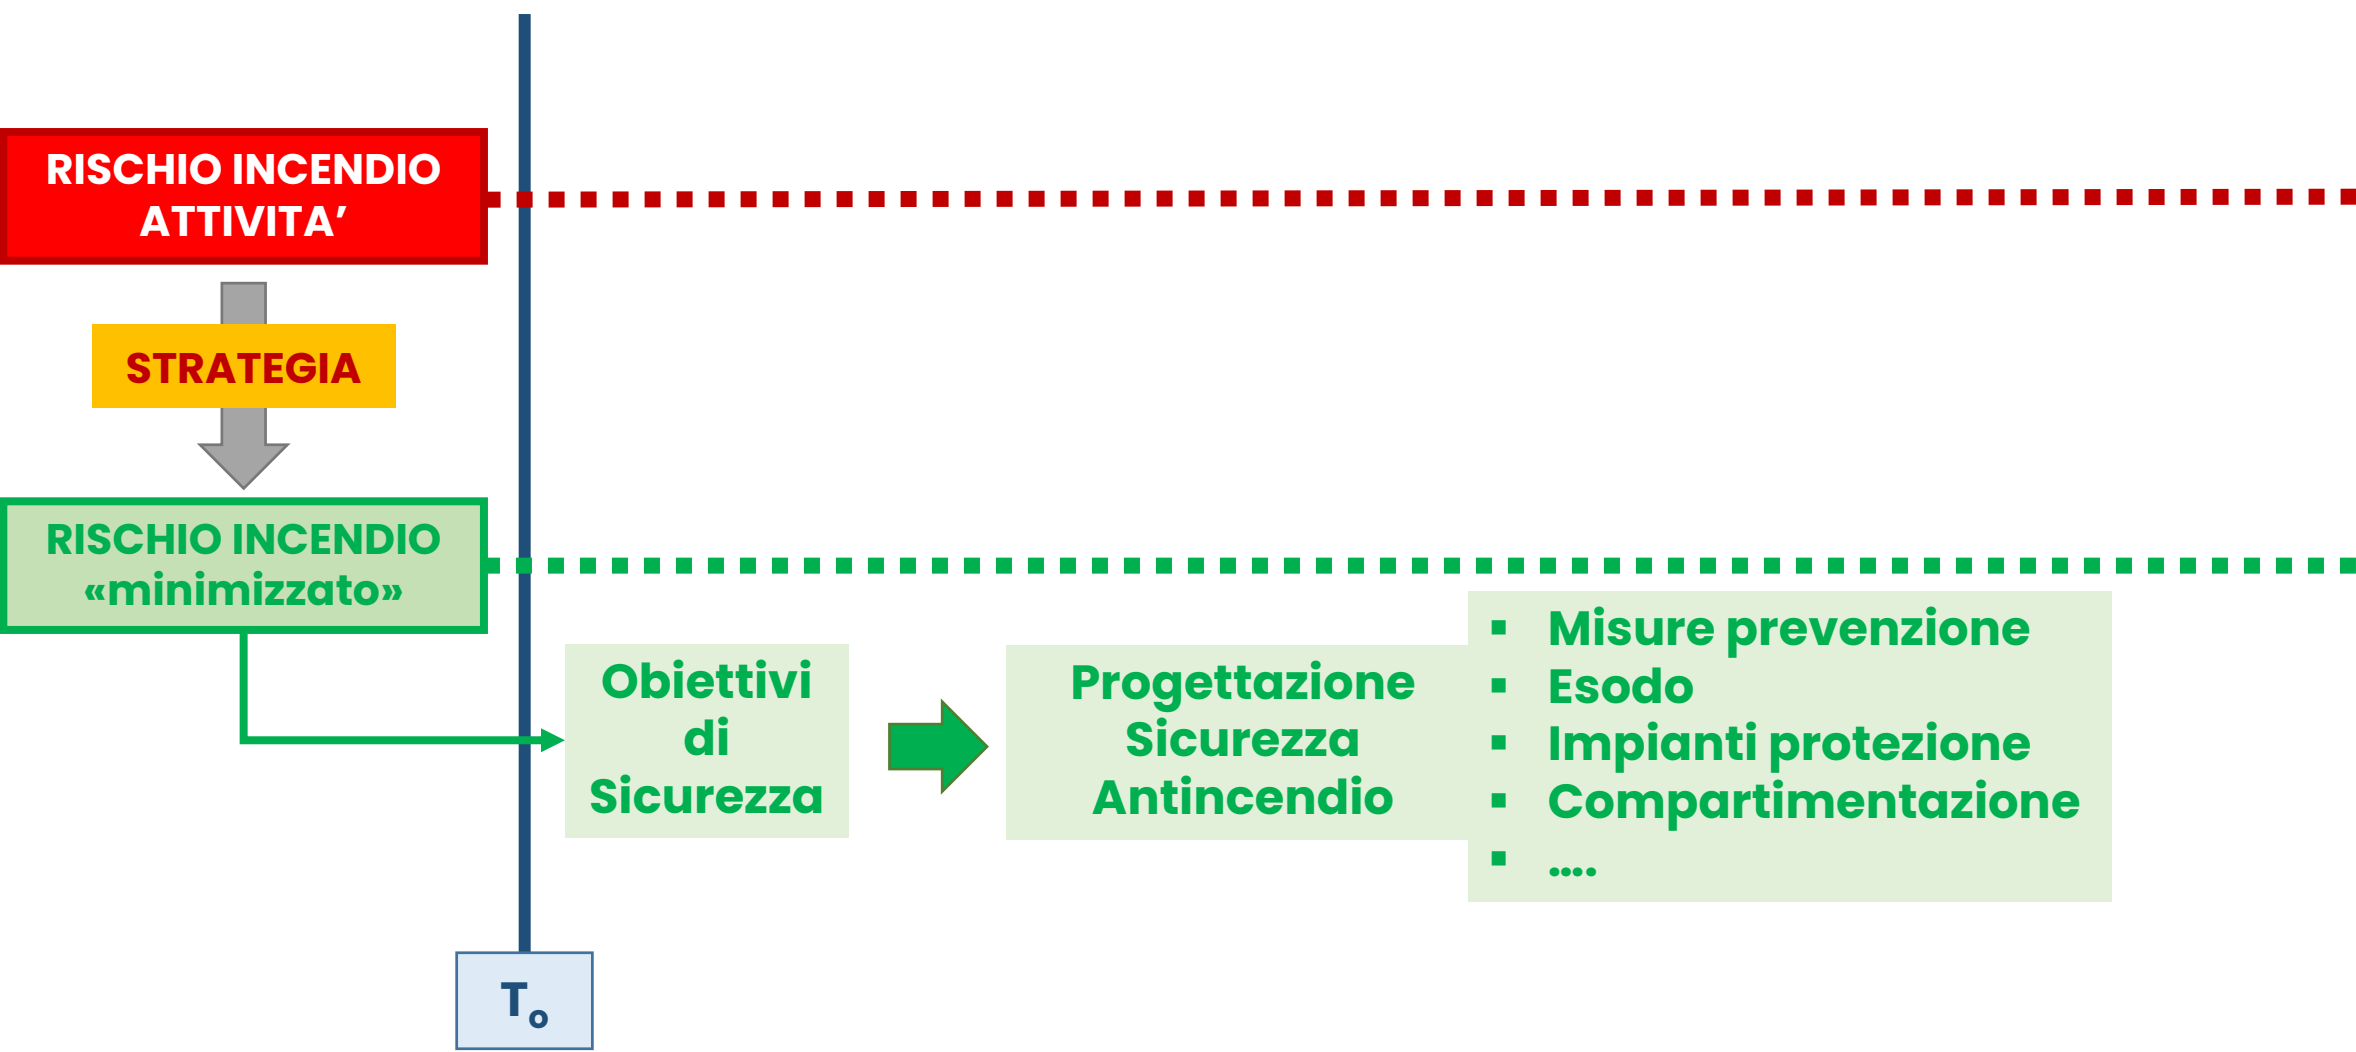 RISCHIO INCENDIO
ATTIVITA’
STRATEGIA
RISCHIO INCENDIO
«minimizzato»
Obiettivi
di
Sicurezza
Progettazione
Sicurezza
Antincendio
▪ Misure prevenzione
▪ Esodo
▪ Impianti protezione
▪ Compartimentazione
▪ ....
To